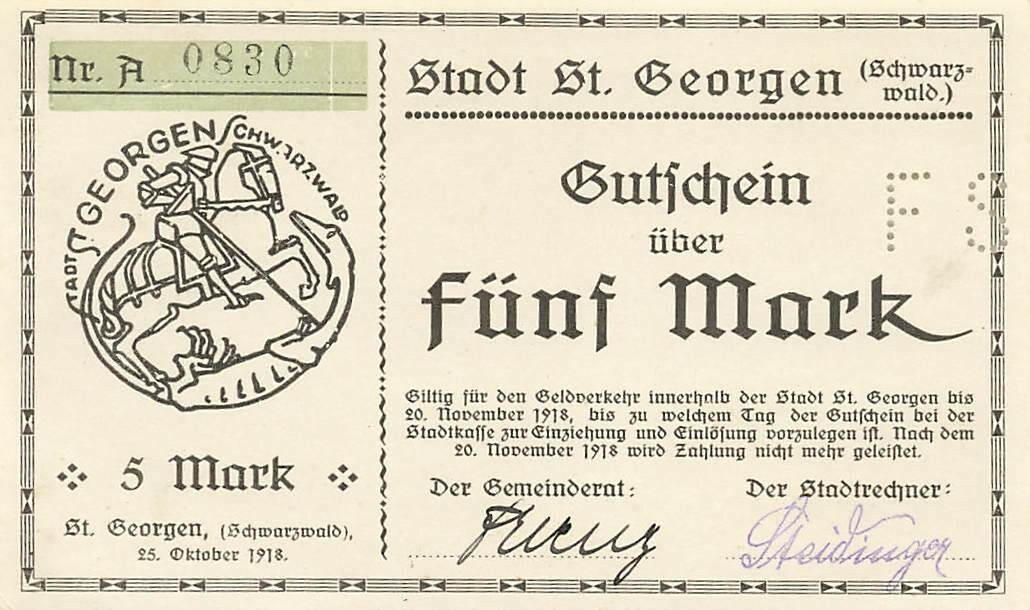 Nr. A 0830
STADT ST GEORGEN SCHWARZWALD
5 Mark
St. Georgen, (Schwarzwald),
25. Oktober 1918.
Stadt St. Georgen (Schwarz-
wald.)
Gutschein
über
Fünf Mark
F S
Giltig für den Geldverkehr innerhalb der Stadt St. Georgen bis
20. November 1918, bis zu welchem Tag der Gutschein bei der
Stadtkasse zur Einziehung und Einlösung vorzulegen ist. Nach dem
20. November 1918 wird Zahlung nicht mehr geleistet.
Der Gemeinderat:
Der Stadtrechner:
Steidinger